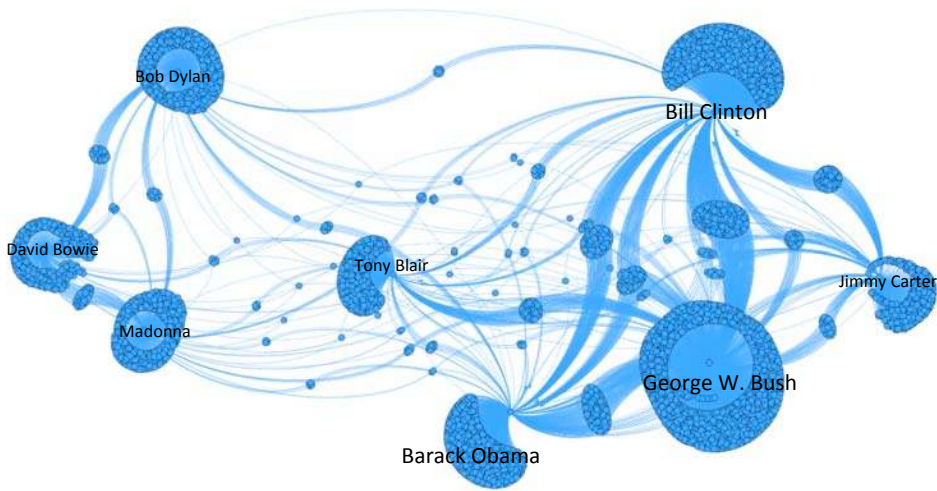 Bob Dylan
Bill Clinton
David Bowie
Tony Blair
Jimmy Carter
Madonna
George W. Bush
Barack Obama